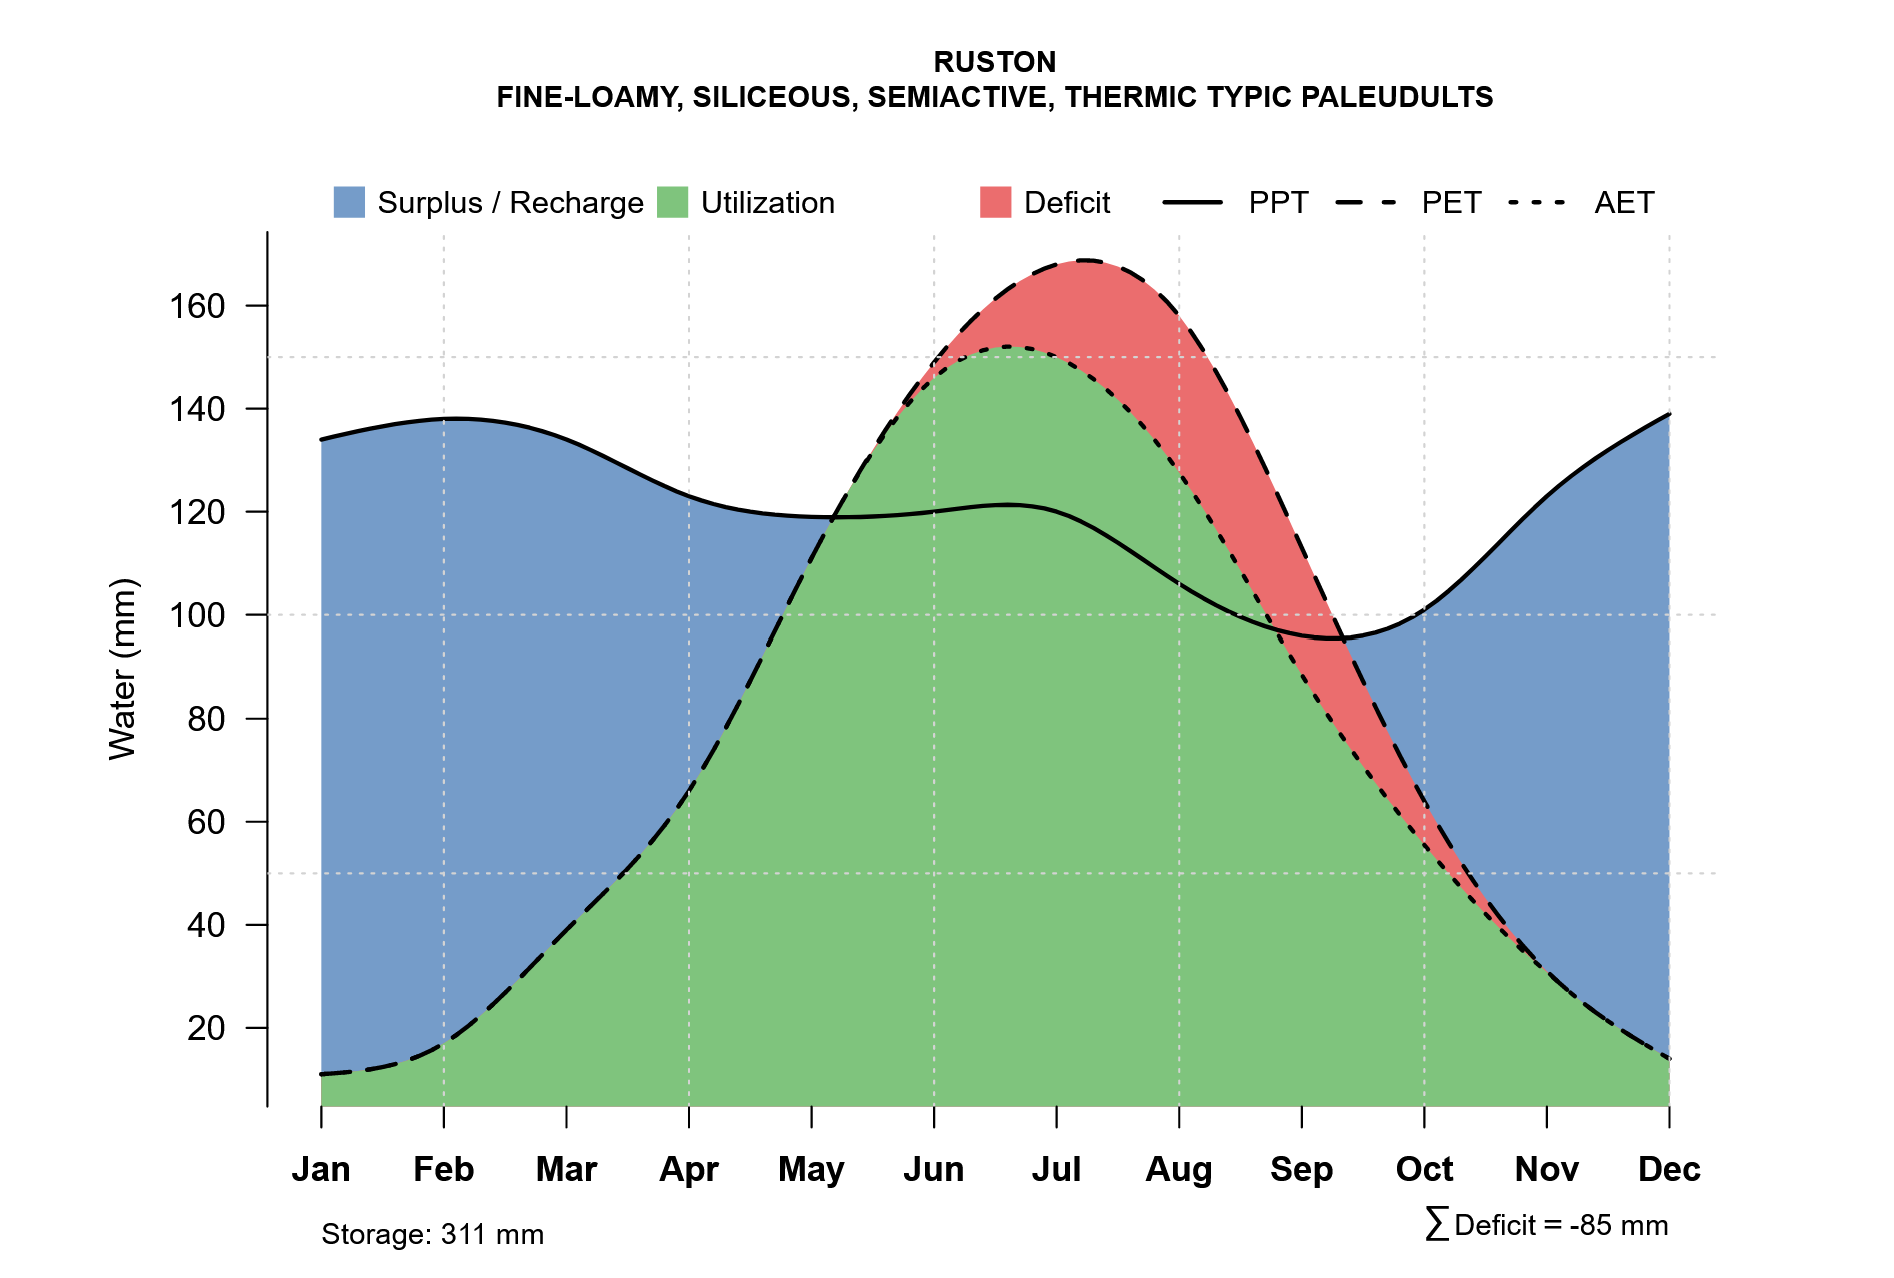 RUSTON
FINE-LOAMY, SILICEOUS, SEMIACTIVE, THERMIC TYPIC PALEUDULTS
Surplus / Recharge Utilization Deficit PPT PET AET
160
140
120
100
80
60
40
20
Water (mm)
Jan Feb Mar Apr May Jun Jul Aug Sep Oct Nov Dec
Storage: 311 mm
∑ Deficit = -85 mm